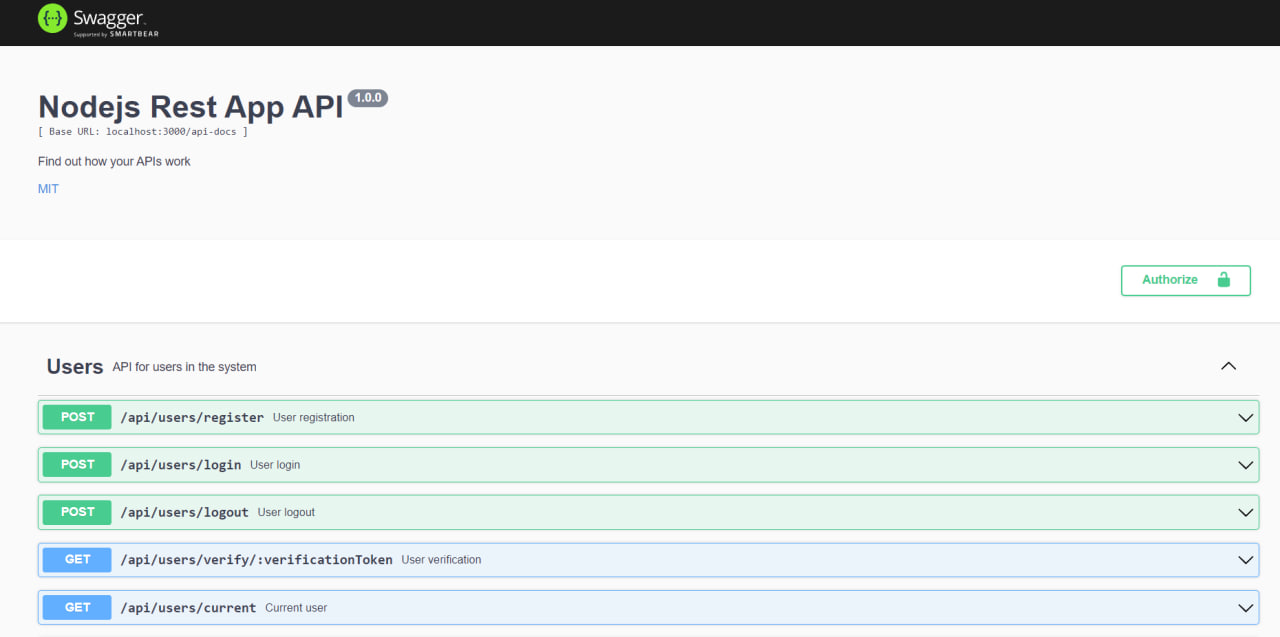 {··} Swagger.
Supported by SMARTBEAR
Nodejs Rest App API 1.0.0
[ Base URL: localhost:3000/api-docs ]
Find out how your APIs work
MIT
Authorize
Users API for users in the system
POST /api/users/register User registration
POST /api/users/login User login
POST /api/users/logout User logout
GET /api/users/verify/:verificationToken User verification
GET /api/users/current Current user